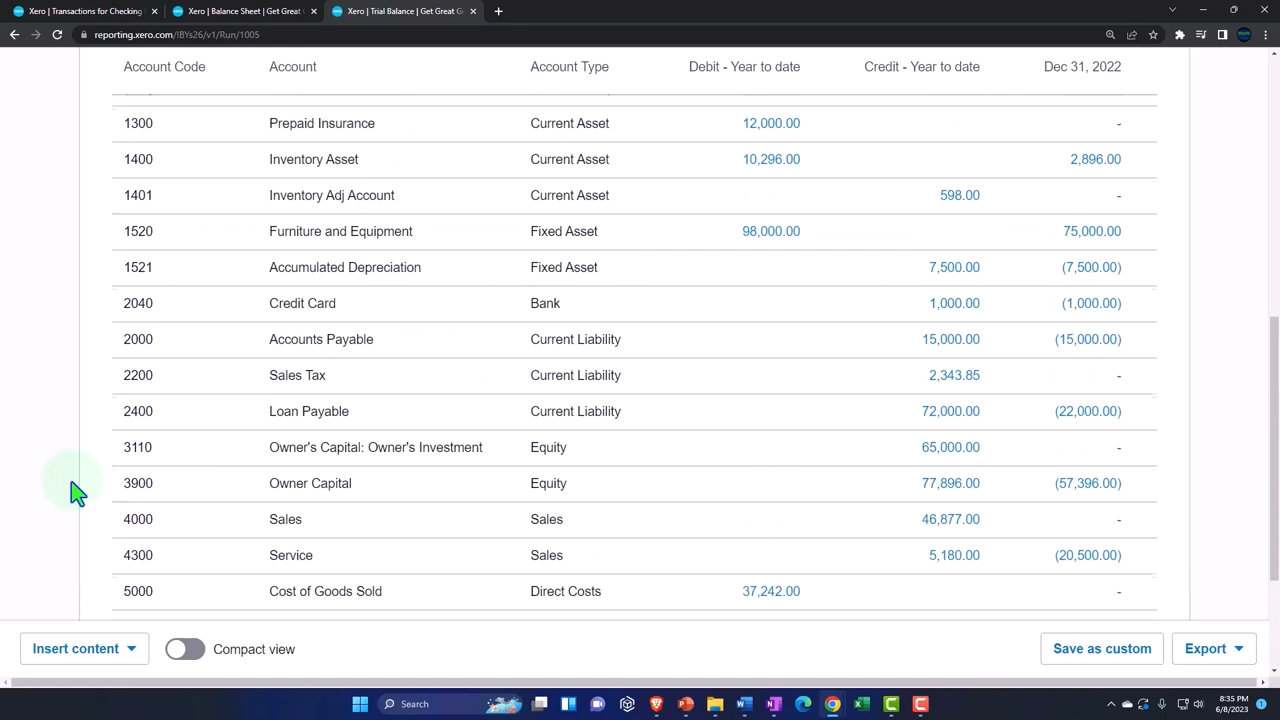 Xero | Transactions for Checking
Xero | Balance Sheet | Get Great
Xero | Trial Balance | Get Great G
reporting.xero.com/!BYs26/v1/Run/1005
Account Code Account Account Type Debit - Year to date Credit - Year to date Dec 31, 2022
1300 Prepaid Insurance Current Asset 12,000.00 -
1400 Inventory Asset Current Asset 10,296.00 2,896.00
1401 Inventory Adj Account Current Asset 598.00 -
1520 Furniture and Equipment Fixed Asset 98,000.00 75,000.00
1521 Accumulated Depreciation Fixed Asset 7,500.00 (7,500.00)
2040 Credit Card Bank 1,000.00 (1,000.00)
2000 Accounts Payable Current Liability 15,000.00 (15,000.00)
2200 Sales Tax Current Liability 2,343.85 -
2400 Loan Payable Current Liability 72,000.00 (22,000.00)
3110 Owner's Capital: Owner's Investment Equity 65,000.00 -
3900 Owner Capital Equity 77,896.00 (57,396.00)
4000 Sales Sales 46,877.00 -
4300 Service Sales 5,180.00 (20,500.00)
5000 Cost of Goods Sold Direct Costs 37,242.00 -
Insert content Compact view Save as custom Export
Search
8:35 PM
6/8/2023